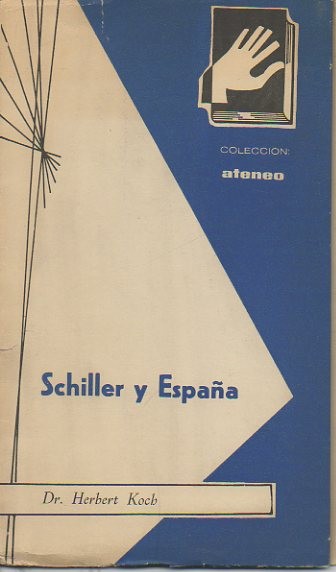 COLECCION:
ateneo
Schiller y España
Dr. Herbert Koch